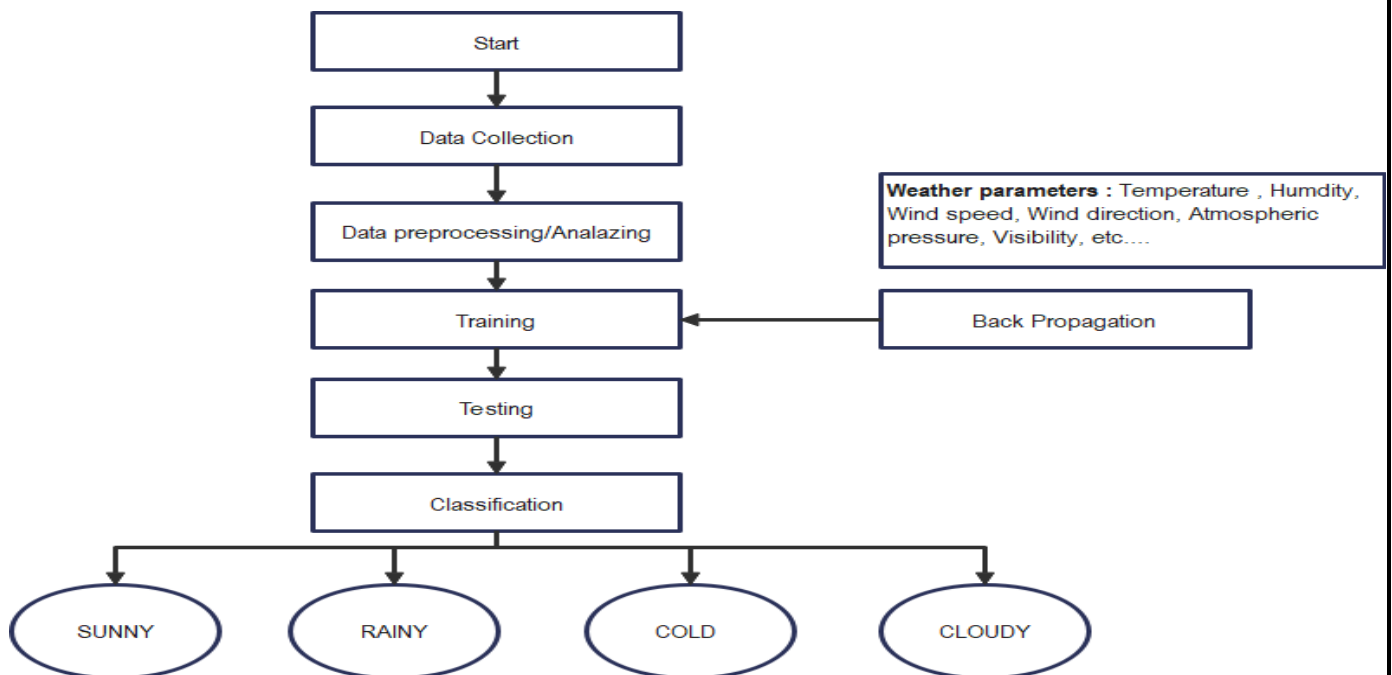 Start
Data Collection
Data preprocessing/Analazing
Weather parameters : Temperature , Humdity,
Wind speed, Wind direction, Atmospheric
pressure, Visibility, etc....
Training
Back Propagation
Testing
Classification
SUNNY
RAINY
COLD
CLOUDY